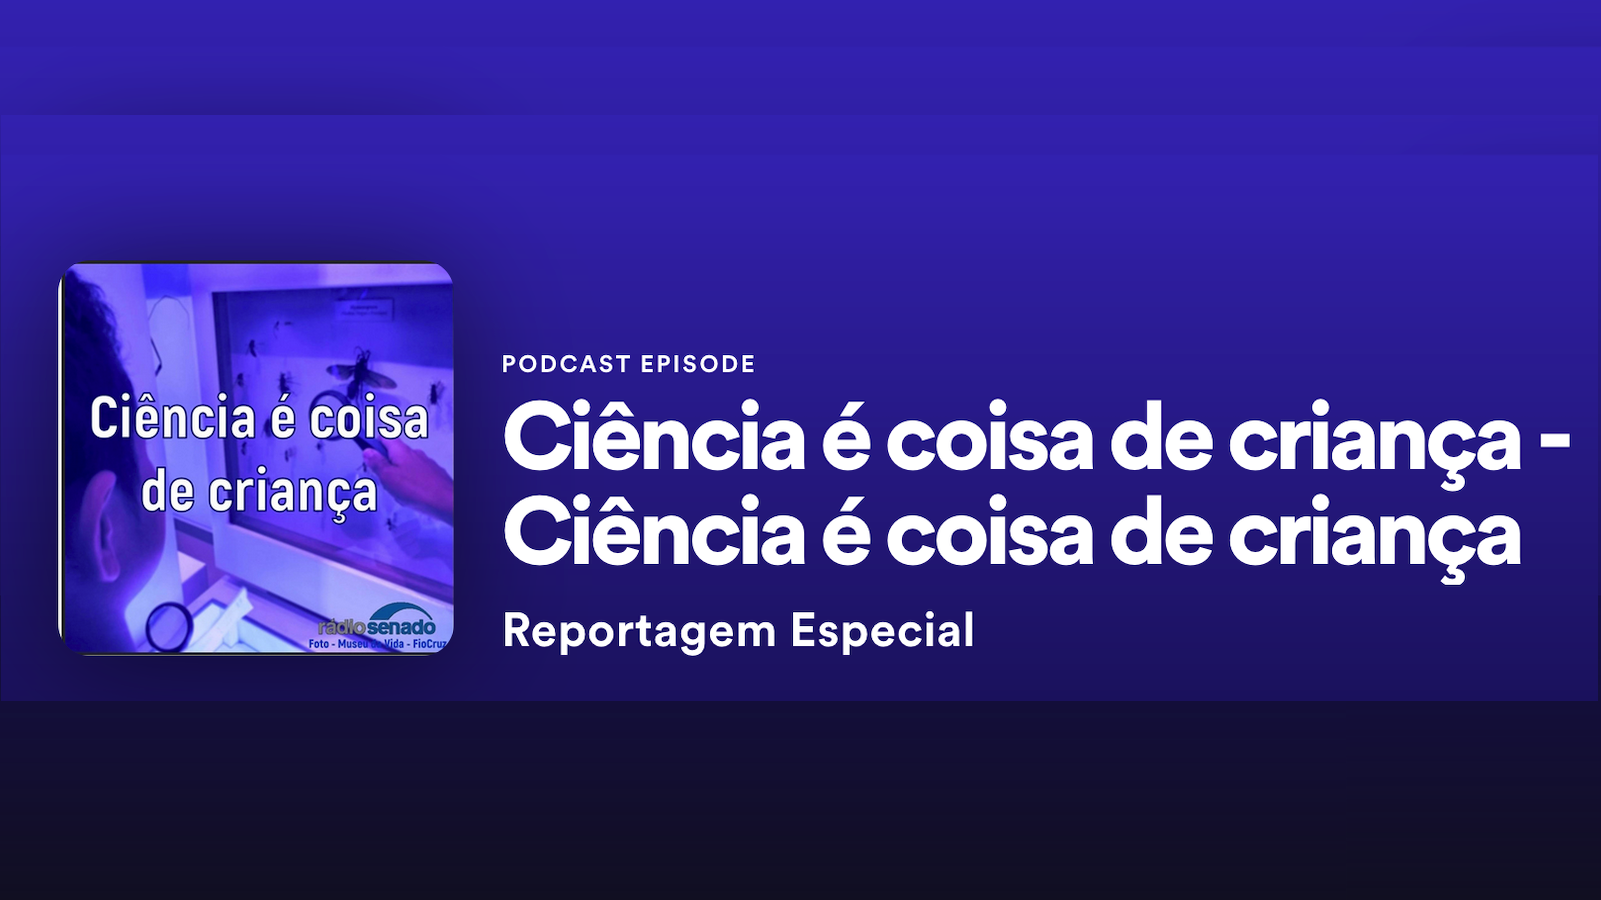 Ciência é coisa
de criança
rádiosenado
Foto - Museu da Vida - FioCruz
PODCAST EPISODE
Ciência é coisa de criança -
Ciência é coisa de criança
Reportagem Especial